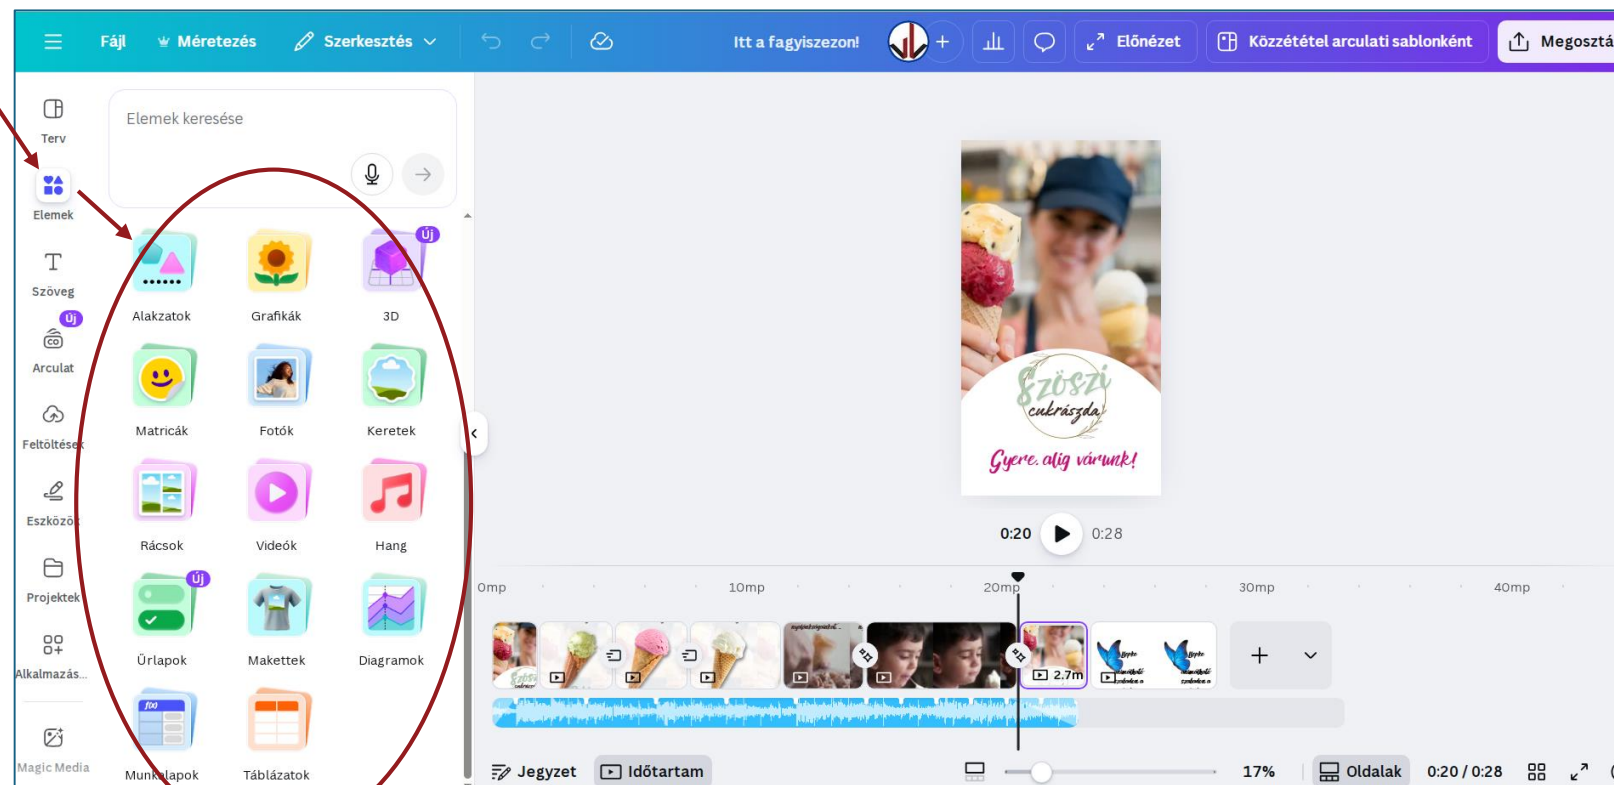 Fájl Méretezés Szerkesztés Itt a fagyiszezon! Előnézet Közzététel arculati sablonként Megosztá
Terv
Elemek
Szöveg
Új
Arculat
Feltöltések
Eszközök
Projektek
Alkalmazás...
Magic Media
Elemek keresése
Új
Alakzatok Grafikák 3D
Matricák Fotók Keretek
Rácsok Videók Hang
Új
Űrlapok Makettek Diagramok
f(x)
Munkalapok Táblázatok
Szöszi
cukrászda
Gyere, alig várunk!
0:20 0:28
0mp 10mp 20mp 30mp 40mp
2.7m
Jegyzet Időtartam 17% Oldalak 0:20 / 0:28